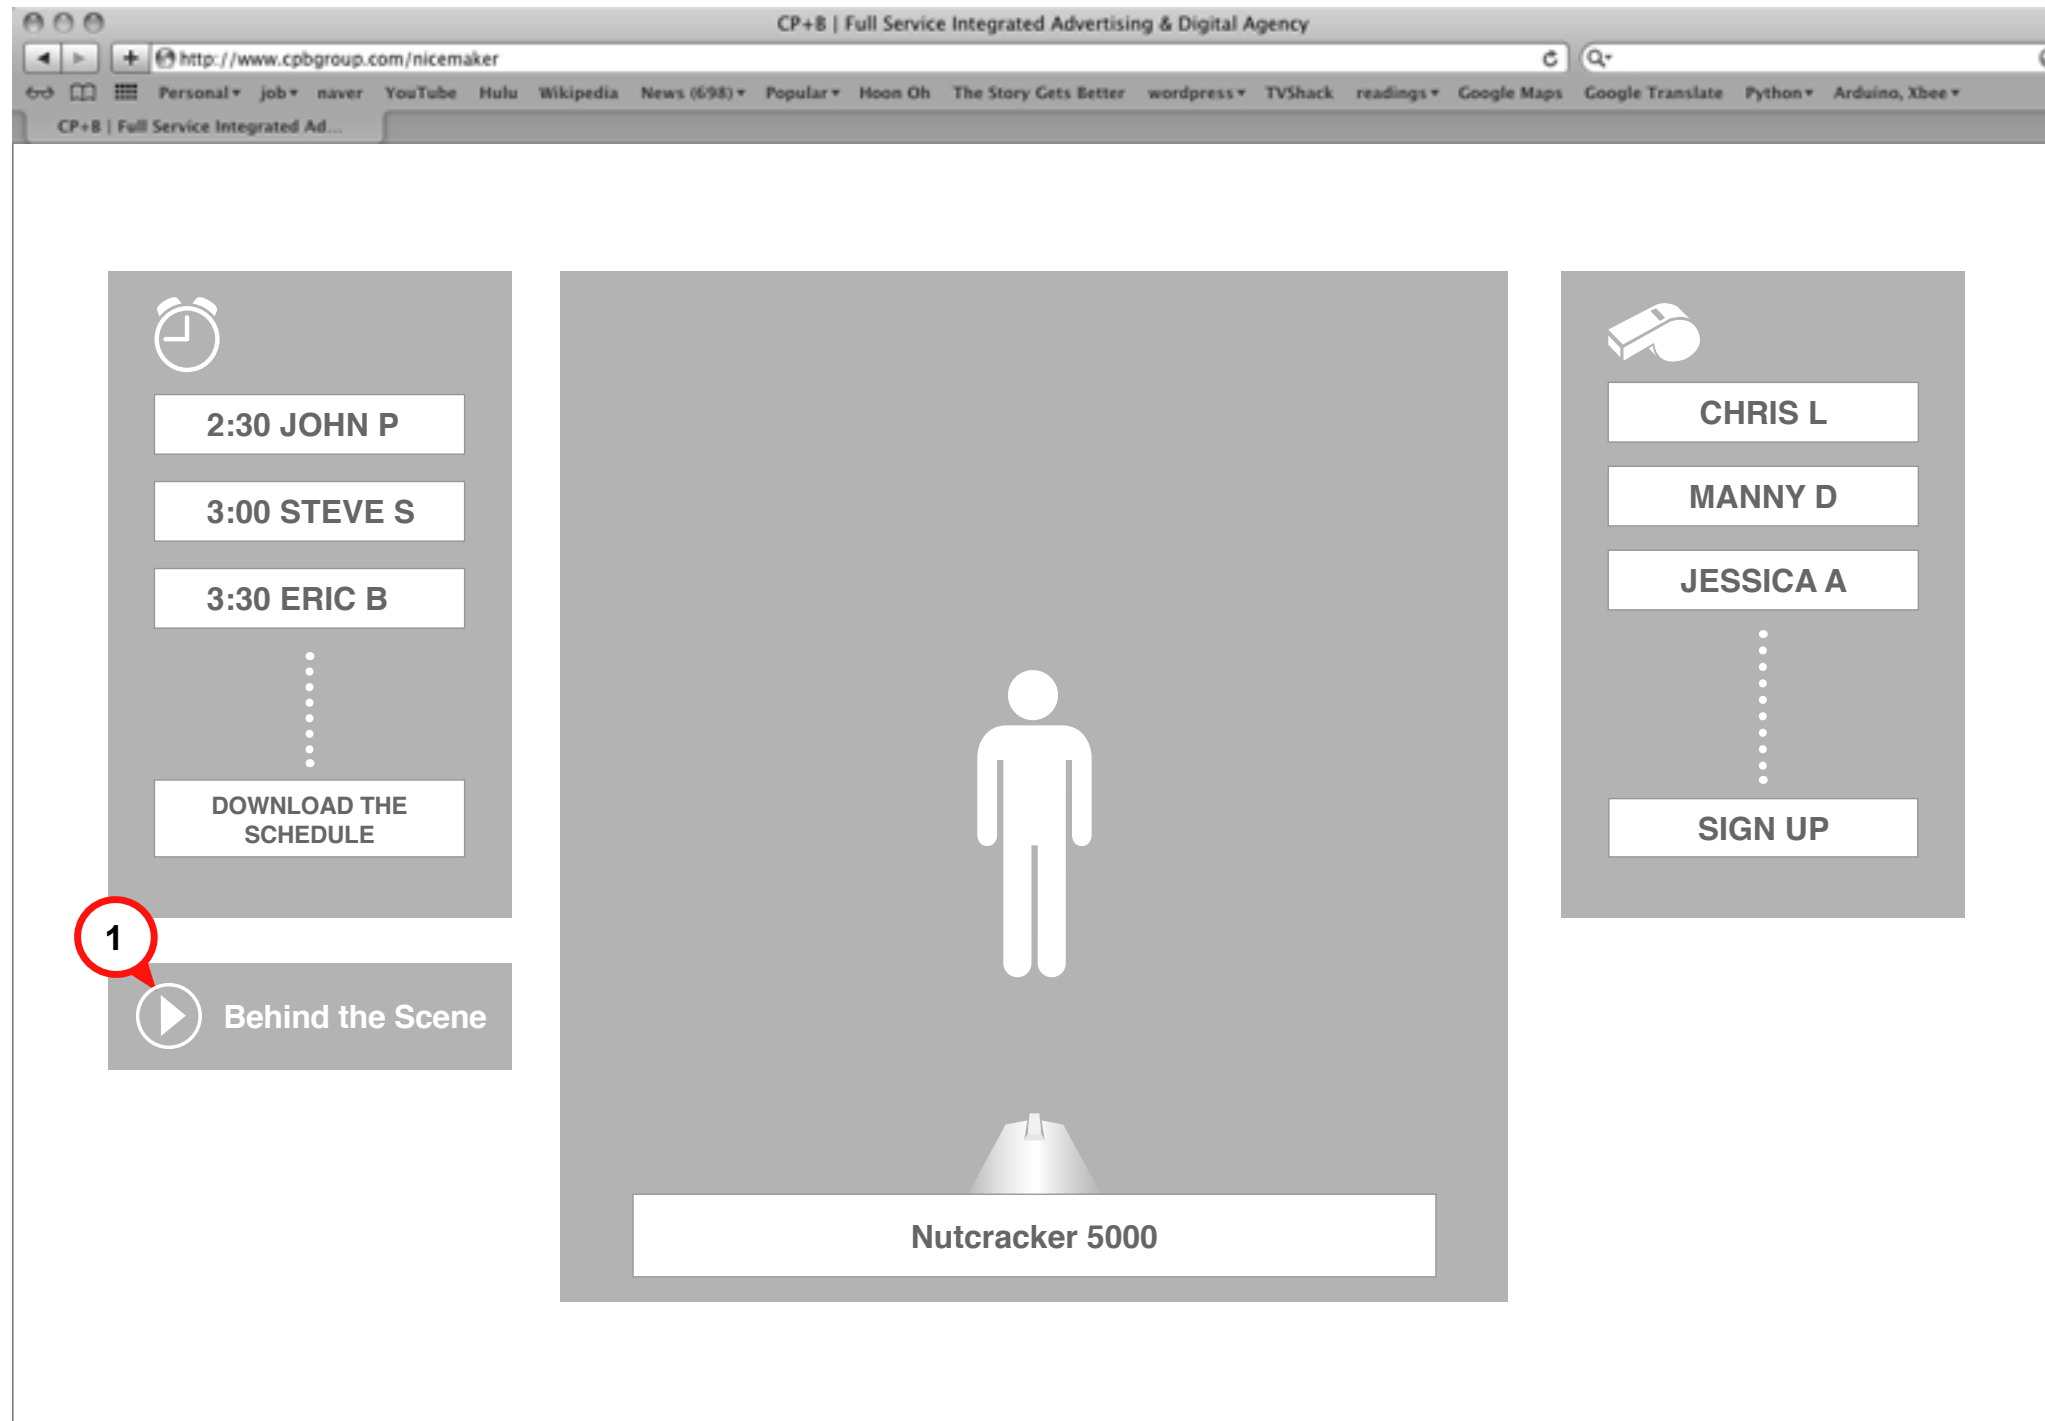 CP+B | Full Service Integrated Advertising & Digital Agency
http://www.cpbgroup.com/nicemaker
Personal job naver YouTube Hulu Wikipedia News (698) Popular Hoon Oh The Story Gets Better wordpress TVShack readings Google Maps Google Translate Python Arduino, Xbee
CP+B | Full Service Integrated Ad...
2:30 JOHN P
3:00 STEVE S
3:30 ERIC B
DOWNLOAD THE
SCHEDULE
1
Behind the Scene
Nutcracker 5000
CHRIS L
MANNY D
JESSICA A
SIGN UP